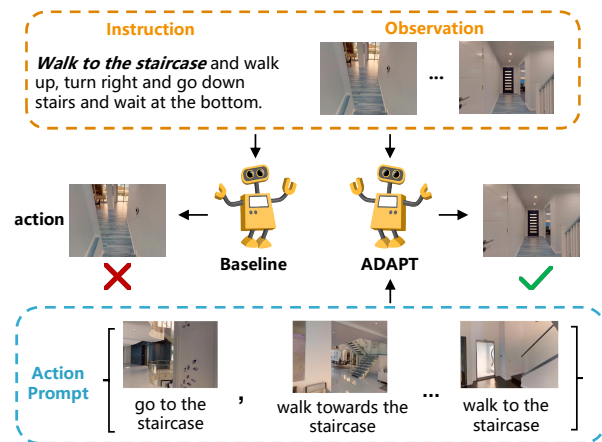 Instruction
Observation
Walk to the staircase and walk
up, turn right and go down
stairs and wait at the bottom.
...
action
Baseline
ADAPT
Action
Prompt
go to the
staircase
,
walk towards the
staircase
...
walk to the
staircase